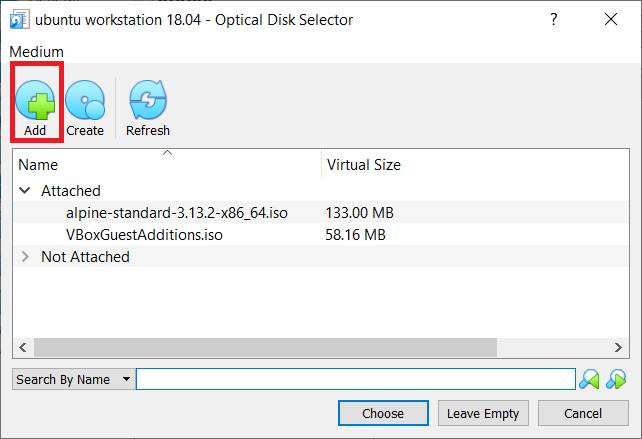 ubuntu workstation 18.04 - Optical Disk Selector
?
Medium
Add Create Refresh
Name Virtual Size
Attached
alpine-standard-3.13.2-x86_64.iso 133.00 MB
VBoxGuestAdditions.iso 58.16 MB
Not Attached
Search By Name
Choose Leave Empty Cancel